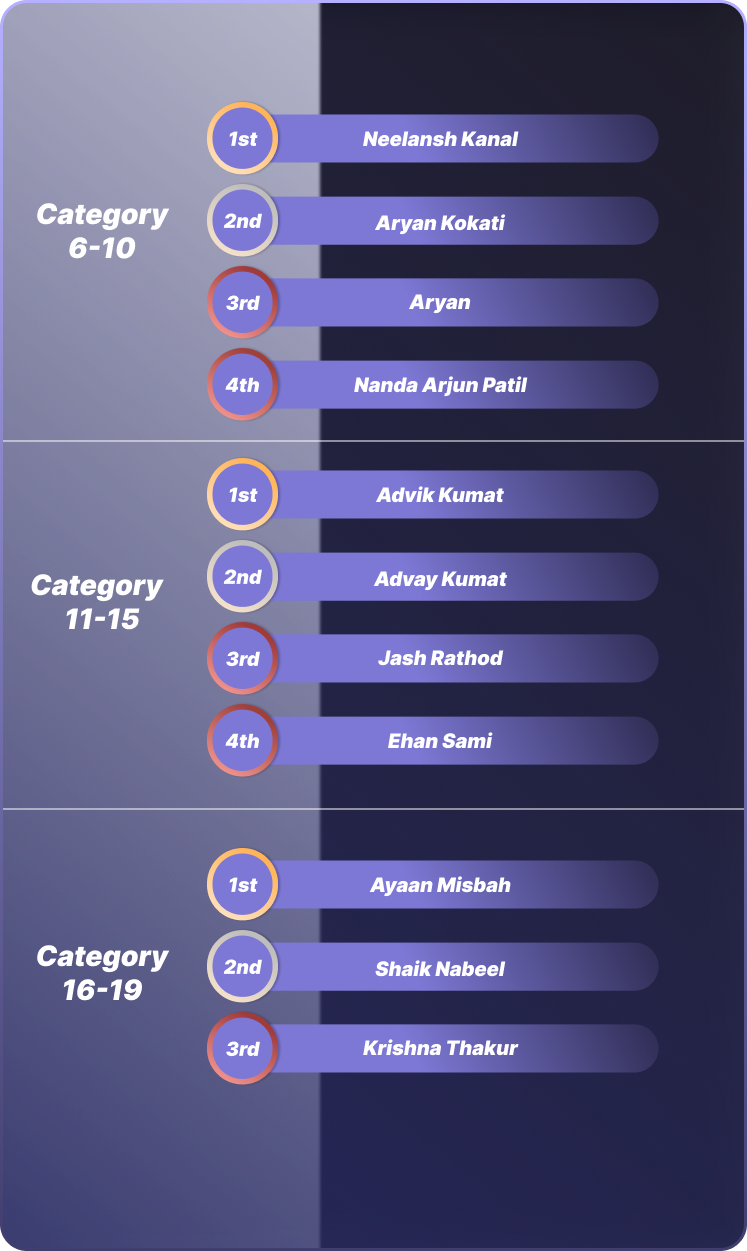 Category
6-10
1st
Neelansh Kanal
2nd
Aryan Kokati
3rd
Aryan
4th
Nanda Arjun Patil
Category
11-15
1st
Advik Kumat
2nd
Advay Kumat
3rd
Jash Rathod
4th
Ehan Sami
Category
16-19
1st
Ayaan Misbah
2nd
Shaik Nabeel
3rd
Krishna Thakur